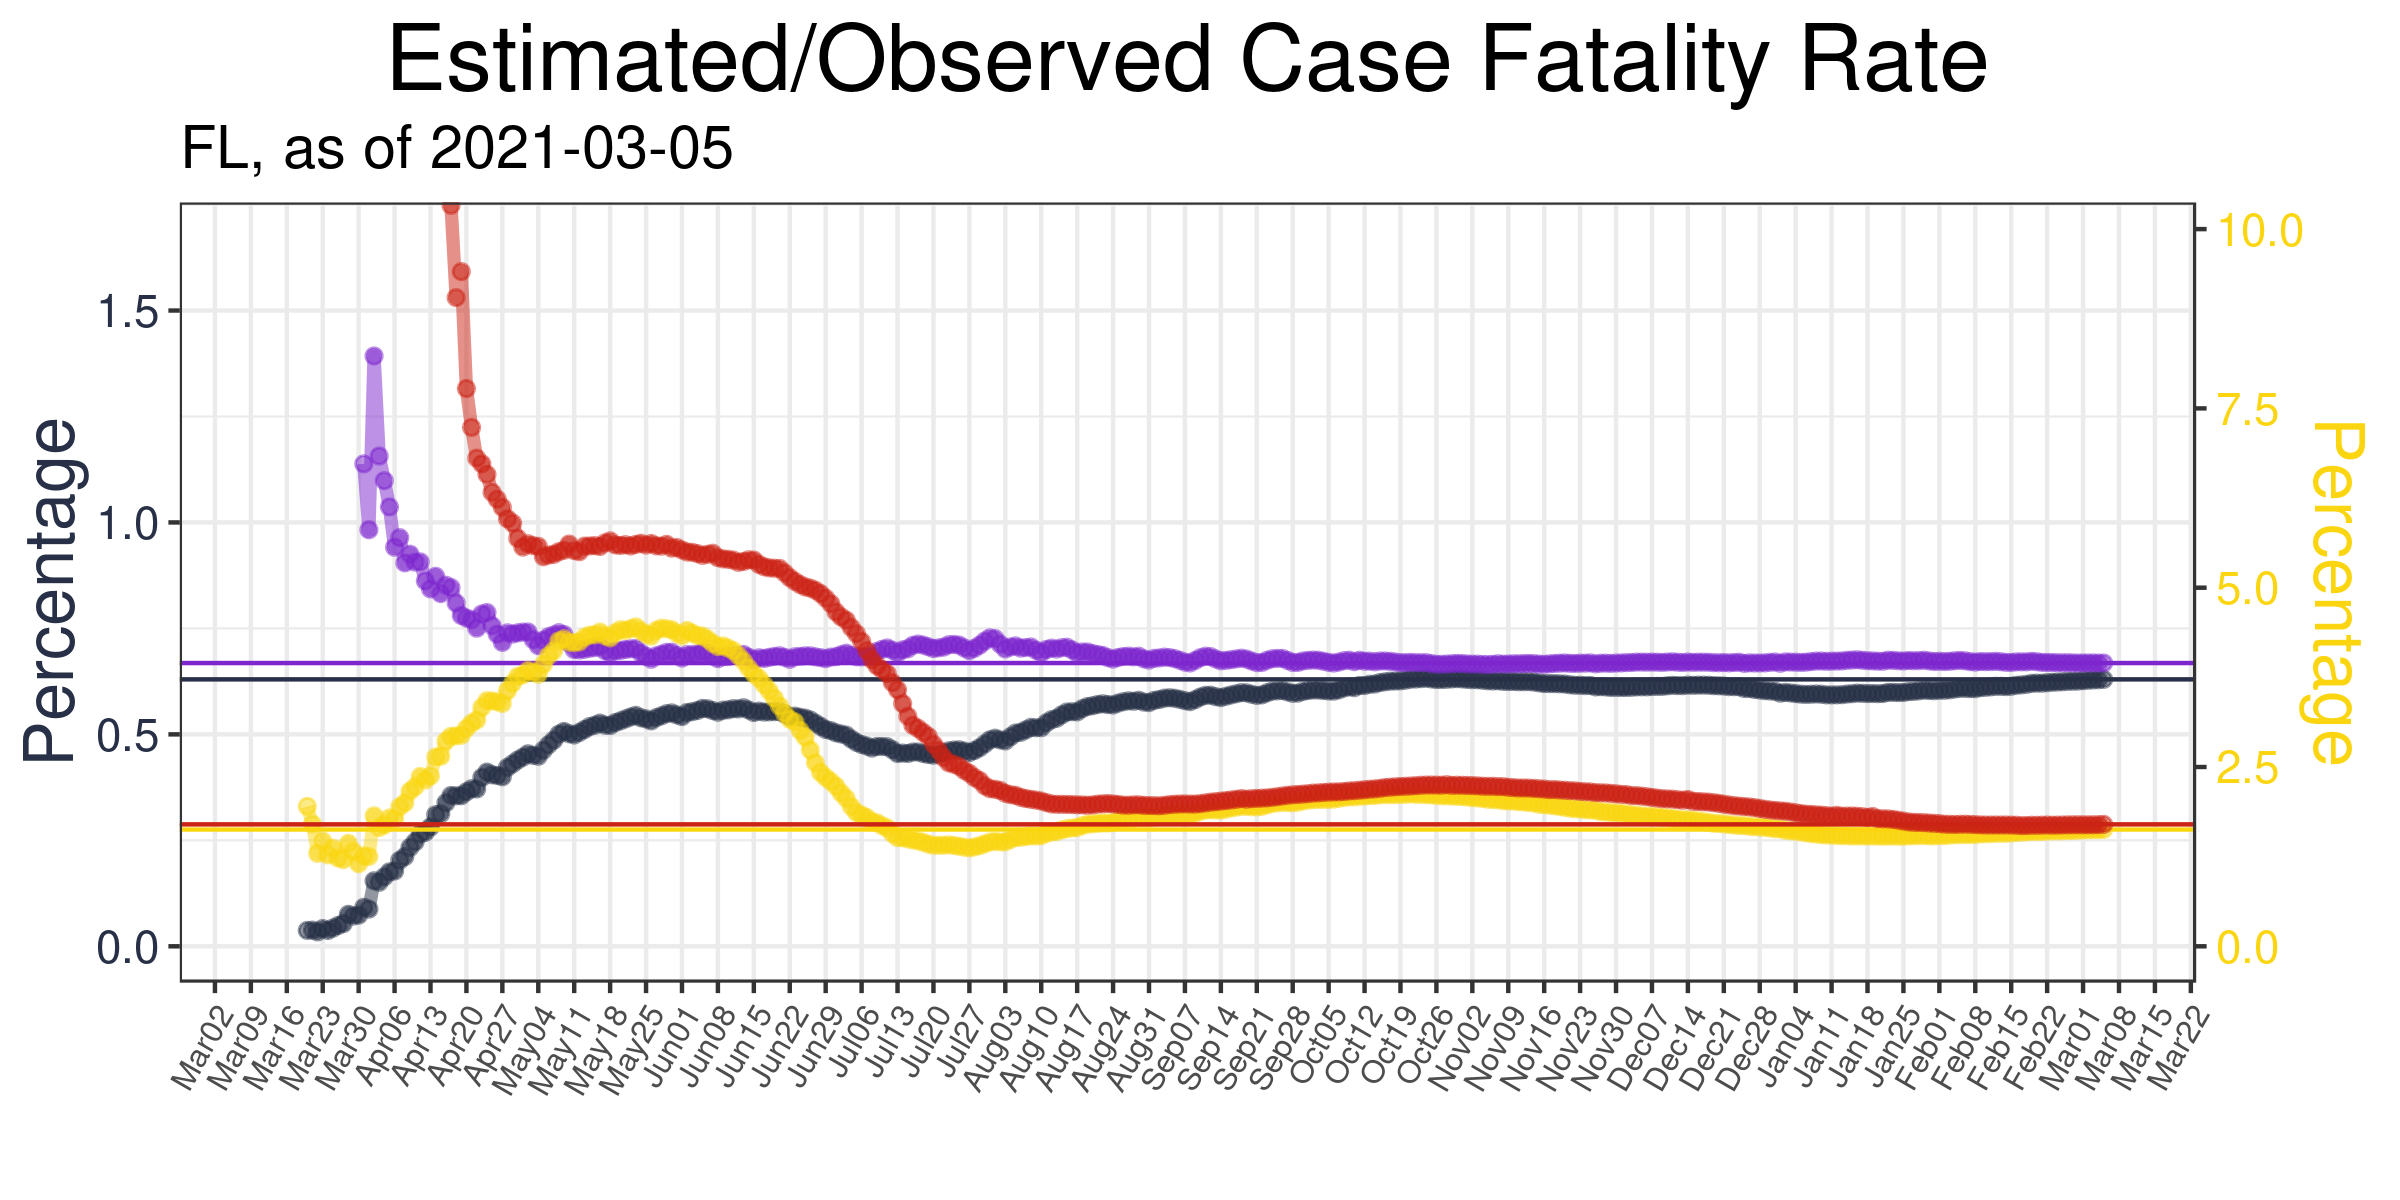 Estimated/Observed Case Fatality Rate
FL, as of 2021-03-05
Percentage
1.5
1.0
0.5
0.0
10.0
7.5
5.0
2.5
0.0
Percentage
Mar02 Mar09 Mar16 Mar23 Mar30 Apr06 Apr13 Apr20 Apr27 May04 May11 May18 May25 Jun01 Jun08 Jun15 Jun22 Jun29 Jul06 Jul13 Jul20 Jul27 Aug03 Aug10 Aug17 Aug24 Aug31 Sep07 Sep14 Sep21 Sep28 Oct05 Oct12 Oct19 Oct26 Nov02 Nov09 Nov16 Nov23 Nov30 Dec07 Dec14 Dec21 Dec28 Jan04 Jan11 Jan18 Jan25 Feb01 Feb08 Feb15 Feb22 Mar01 Mar08 Mar15 Mar22